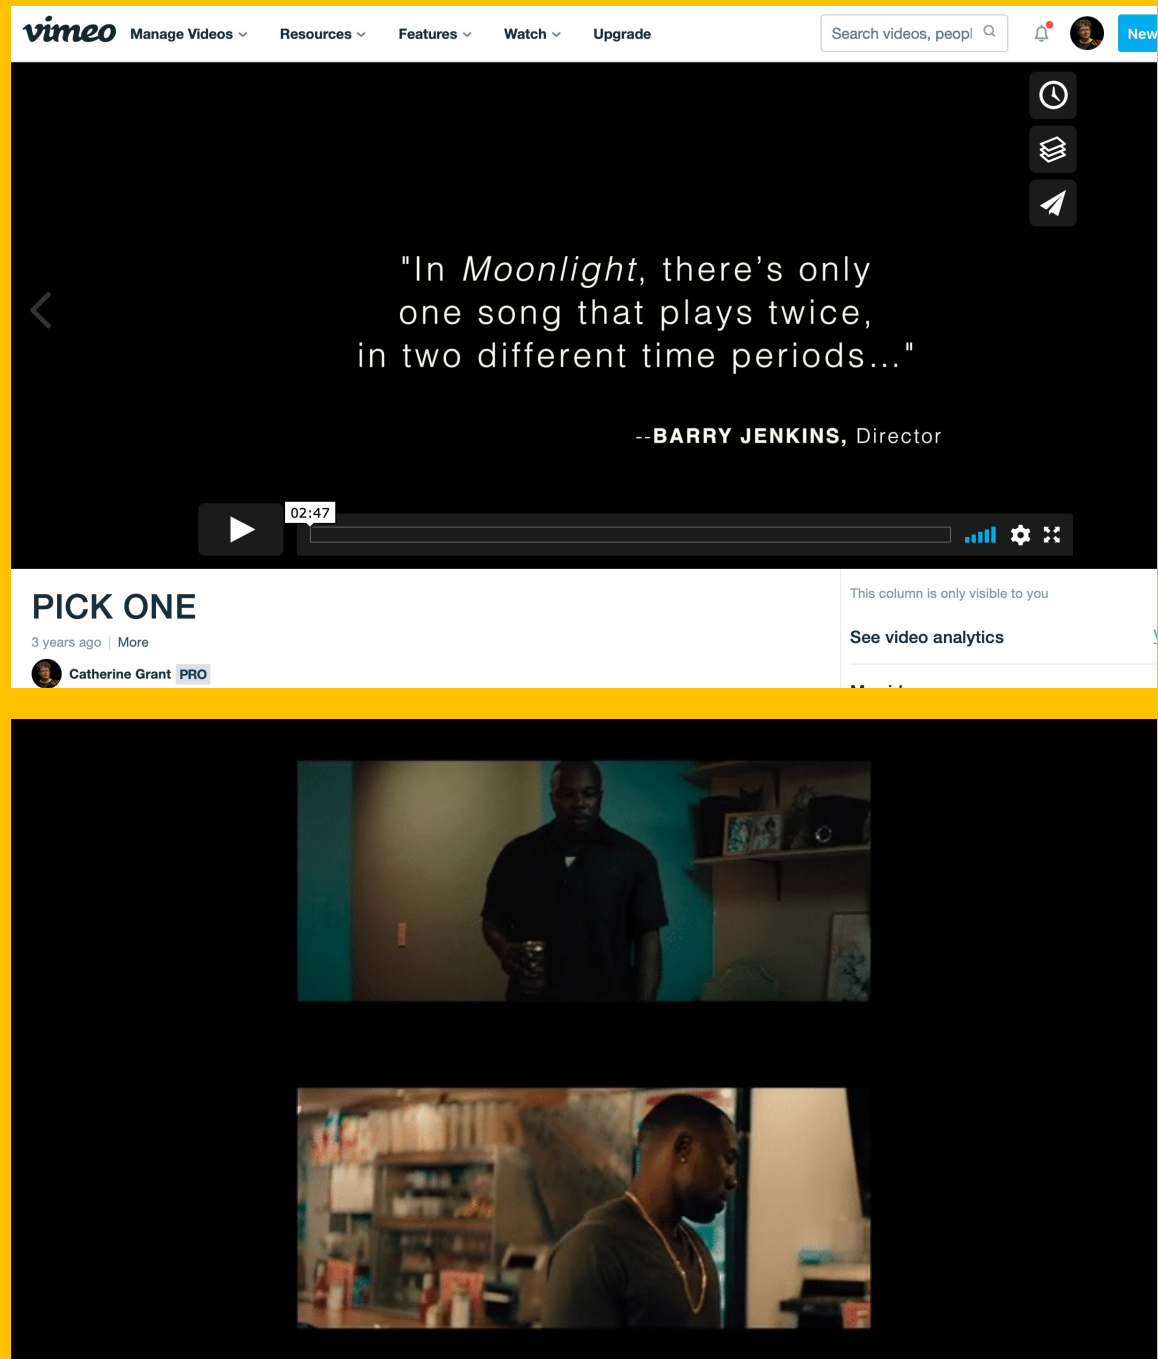 vimeo Manage Videos Resources Features Watch Upgrade Search videos, peopl New
"In Moonlight, there's only
one song that plays twice,
in two different time periods..."
--BARRY JENKINS, Director
02:47
PICK ONE
3 years ago | More
Catherine Grant PRO
This column is only visible to you
See video analytics